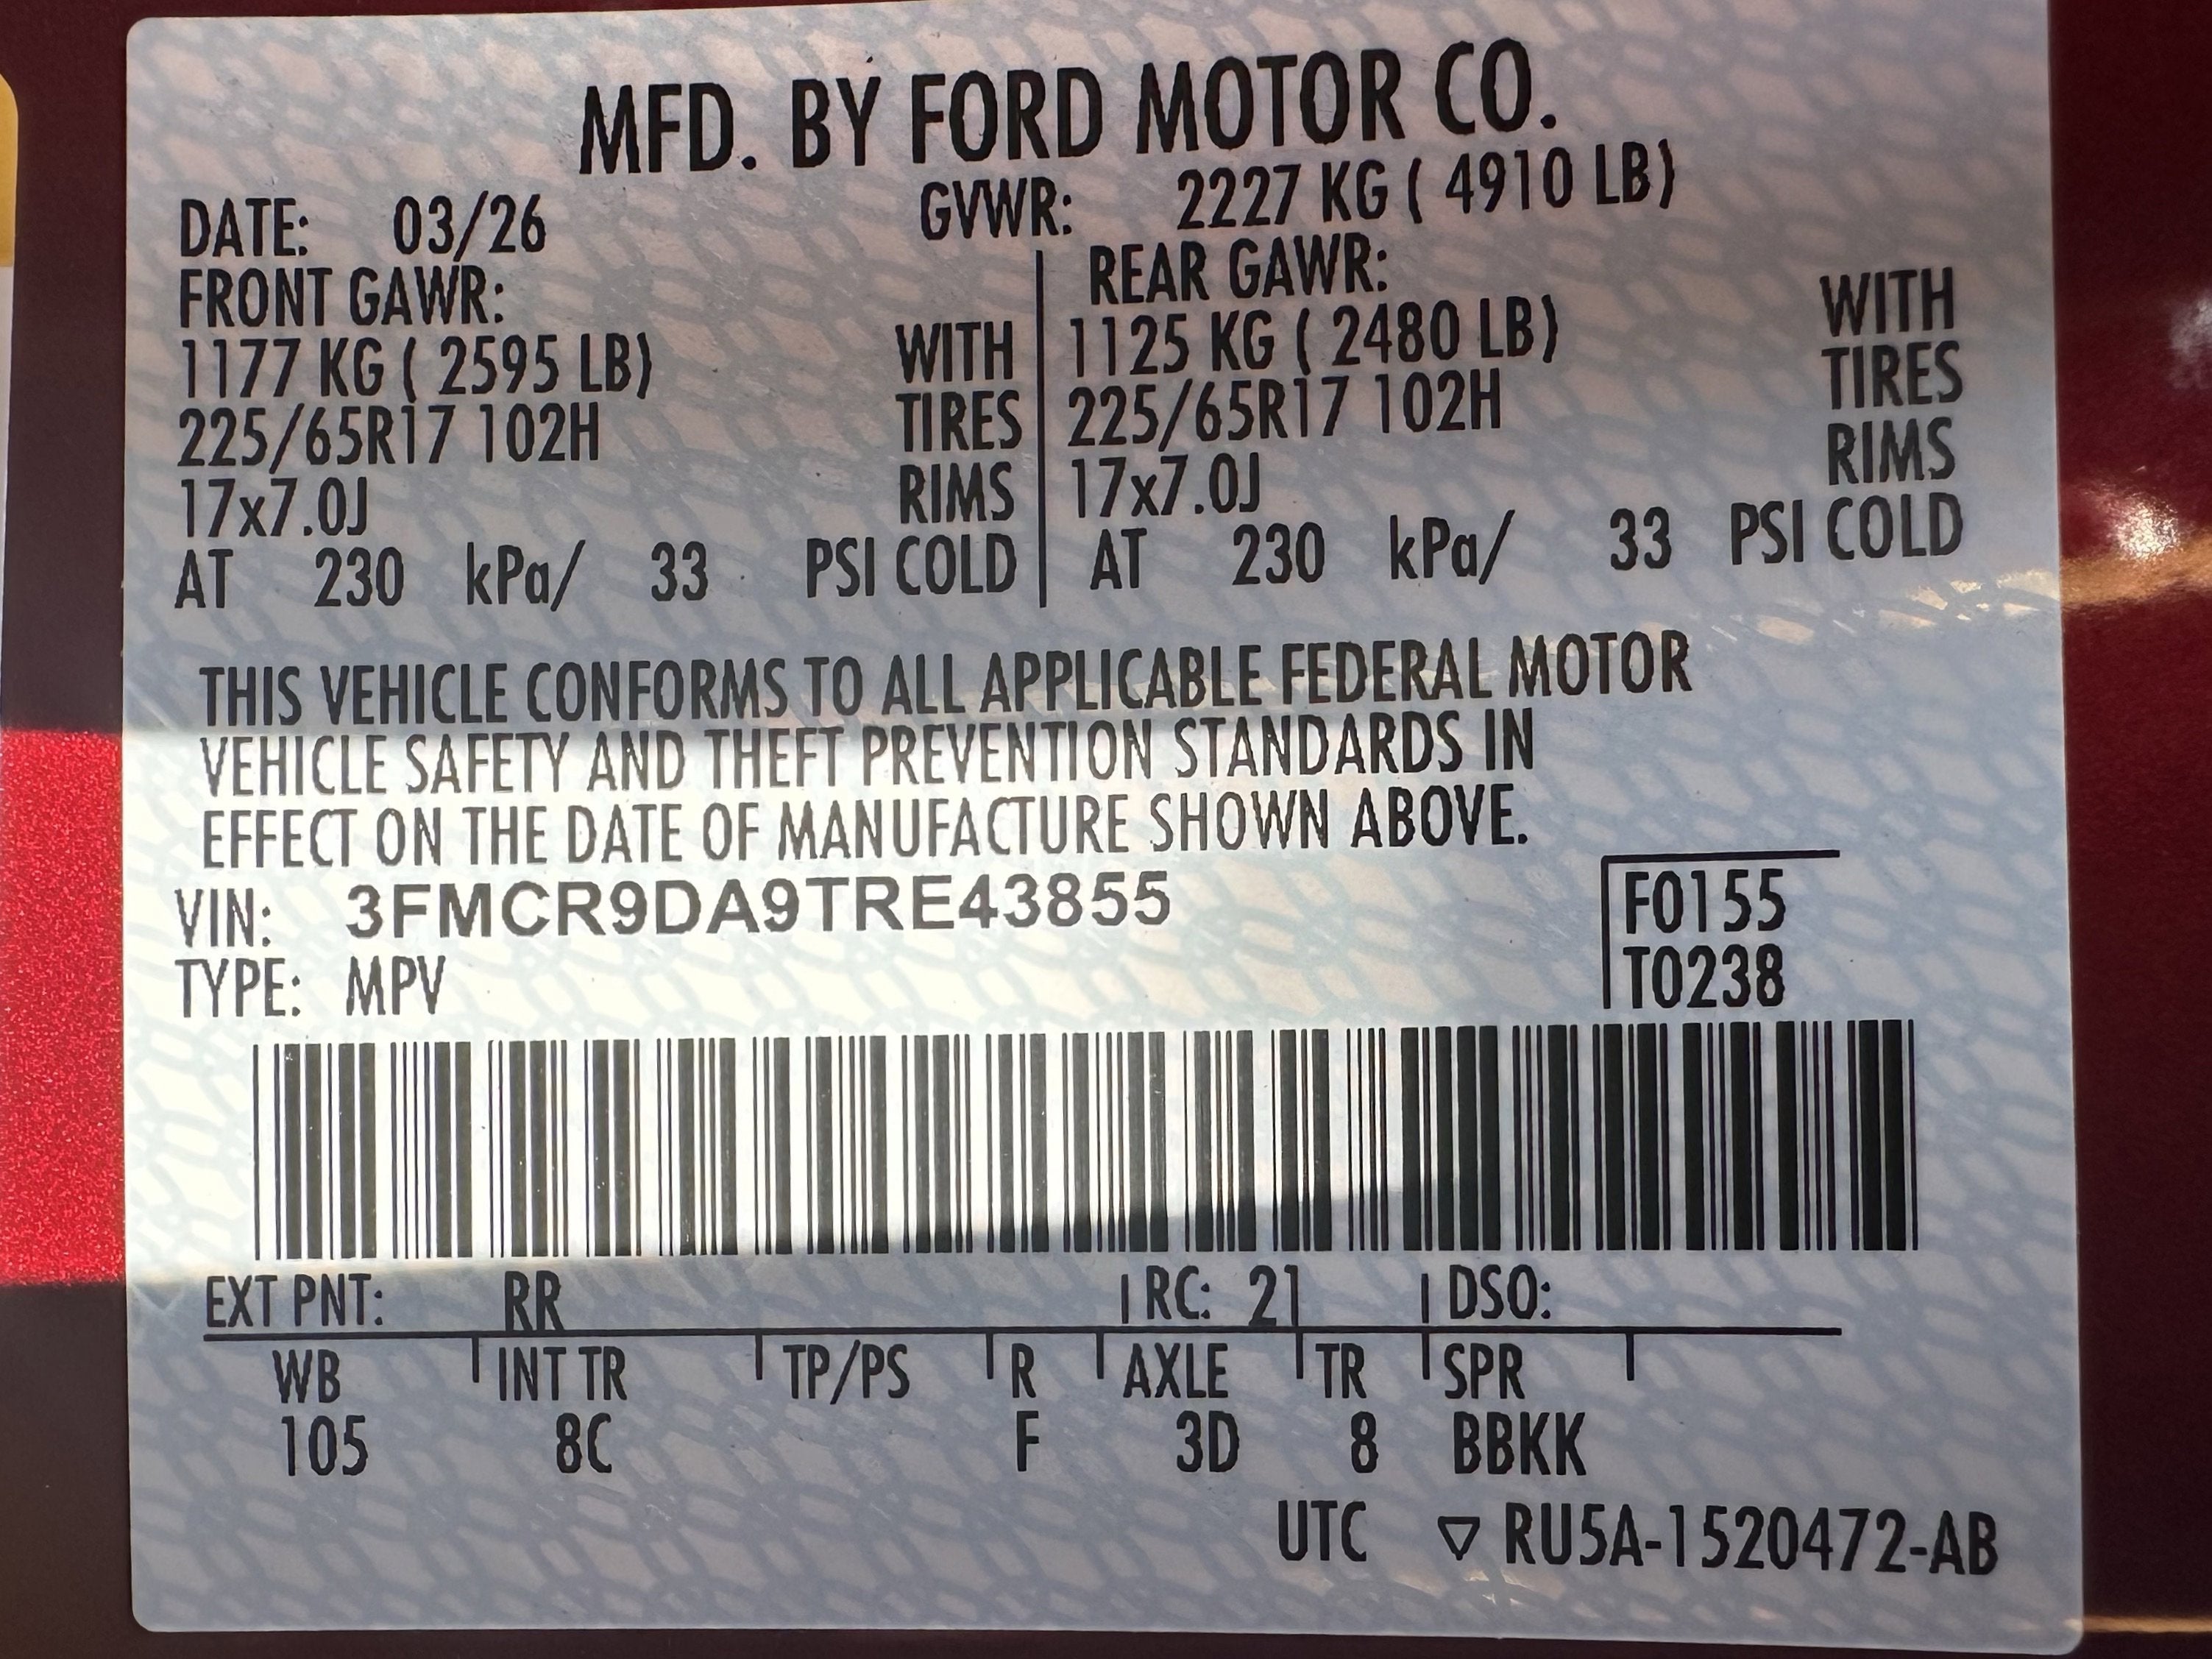 MFD. BY FORD MOTOR CO.
DATE: 03/26 GVWR: 2227 KG ( 4910 LB)
FRONT GAWR: REAR GAWR:
1177 KG ( 2595 LB) WITH 1125 KG ( 2480 LB) WITH
225/65R17 102H TIRES 225/65R17 102H TIRES
17x7.0J RIMS 17x7.0J RIMS
AT 230 kPa/ 33 PSI COLD AT 230 kPa/ 33 PSI COLD
THIS VEHICLE CONFORMS TO ALL APPLICABLE FEDERAL MOTOR
VEHICLE SAFETY AND THEFT PREVENTION STANDARDS IN
EFFECT ON THE DATE OF MANUFACTURE SHOWN ABOVE.
VIN: 3FMCR9DA9TRE43855 F0155
TYPE: MPV T0238
EXT PNT: RR RC: 21 DSO:
WB INT TR TP/PS R AXLE TR SPR
105 8C F 3D 8 BBKK
UTC ▽ RU5A-1520472-AB